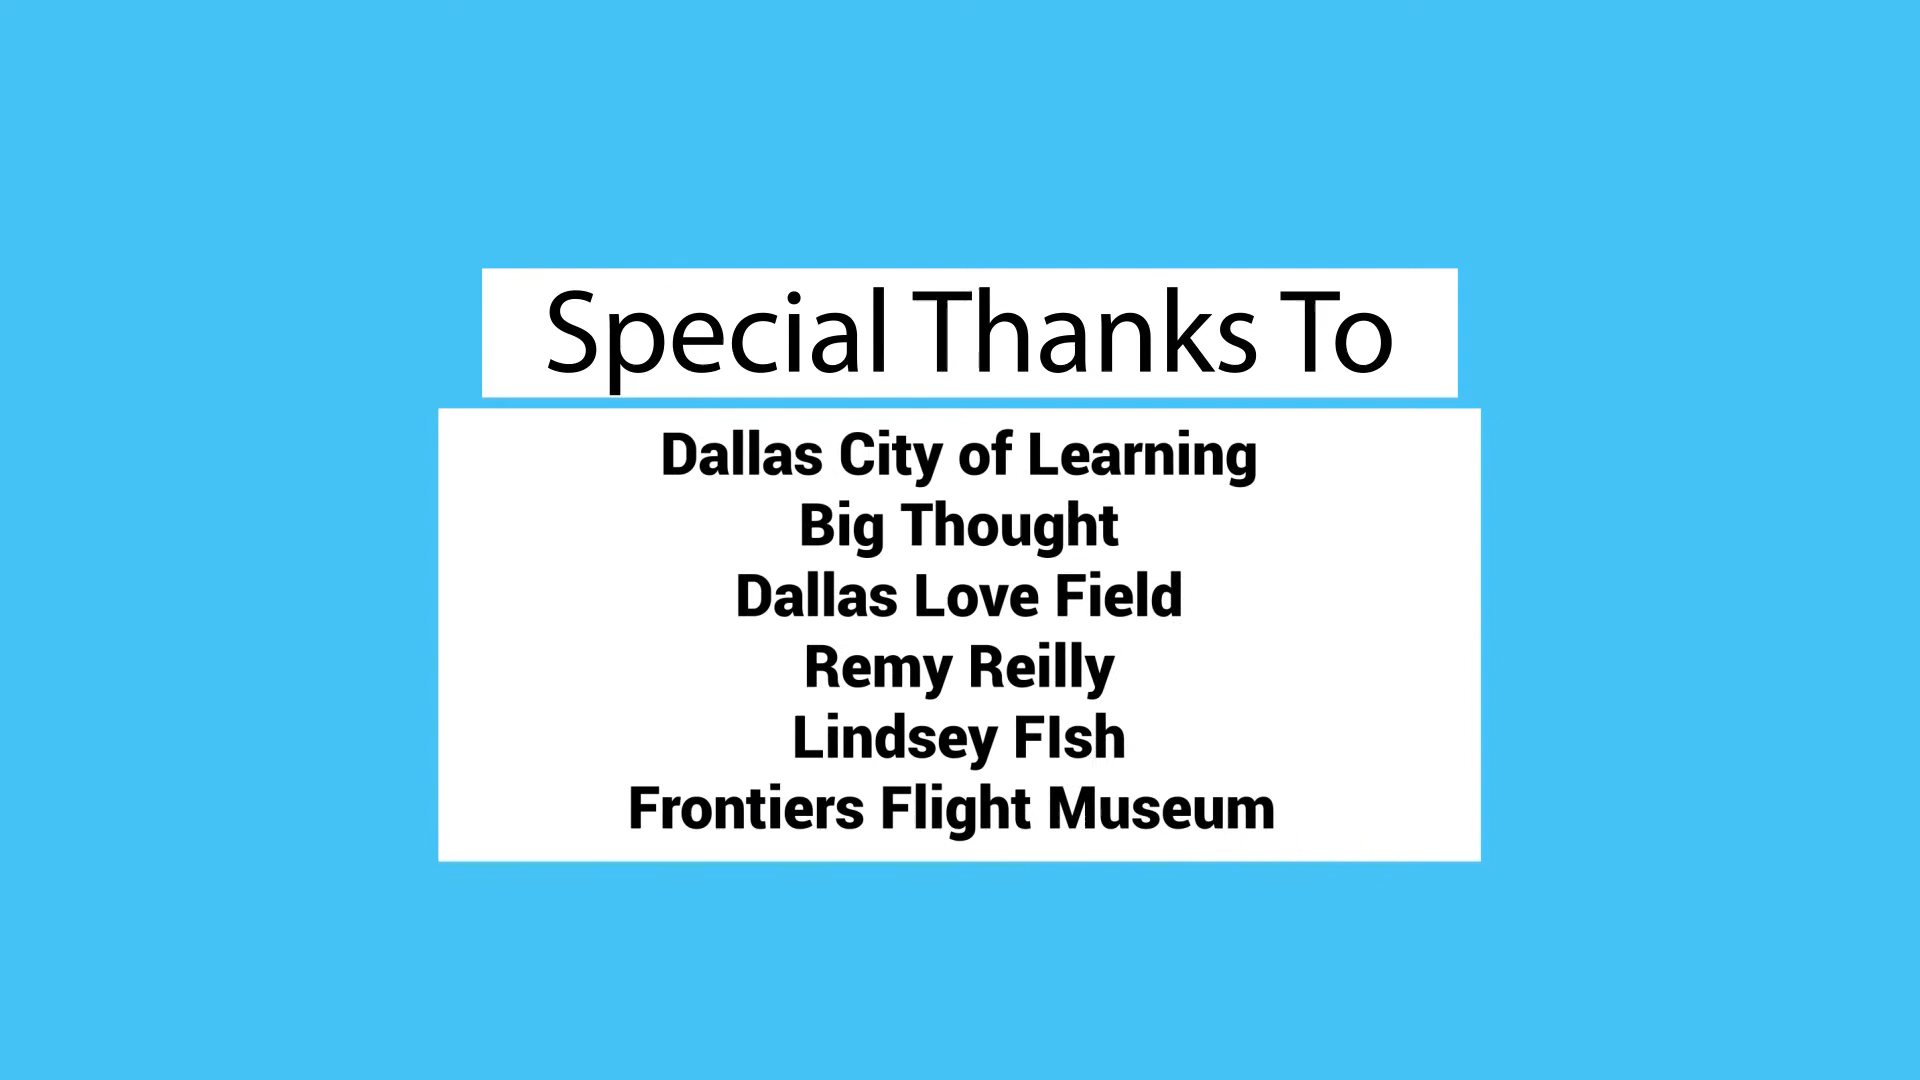 Special Thanks To
Dallas City of Learning
Big Thought
Dallas Love Field
Remy Reilly
Lindsey FIsh
Frontiers Flight Museum